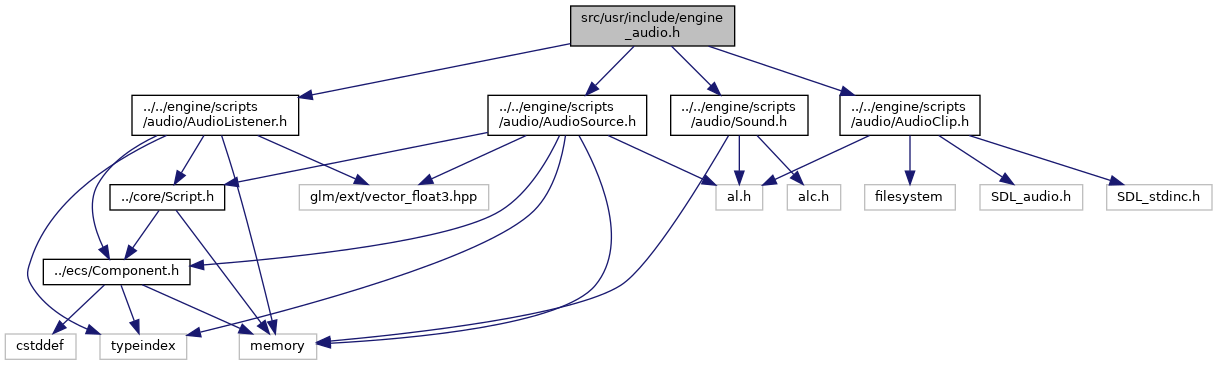 src/usr/include/engine
_audio.h
../../engine/scripts
/audio/AudioListener.h
../../engine/scripts
/audio/AudioSource.h
../../engine/scripts
/audio/Sound.h
../../engine/scripts
/audio/AudioClip.h
../core/Script.h
glm/ext/vector_float3.hpp
al.h
alc.h
filesystem
SDL_audio.h
SDL_stdinc.h
../ecs/Component.h
cstddef
typeindex
memory